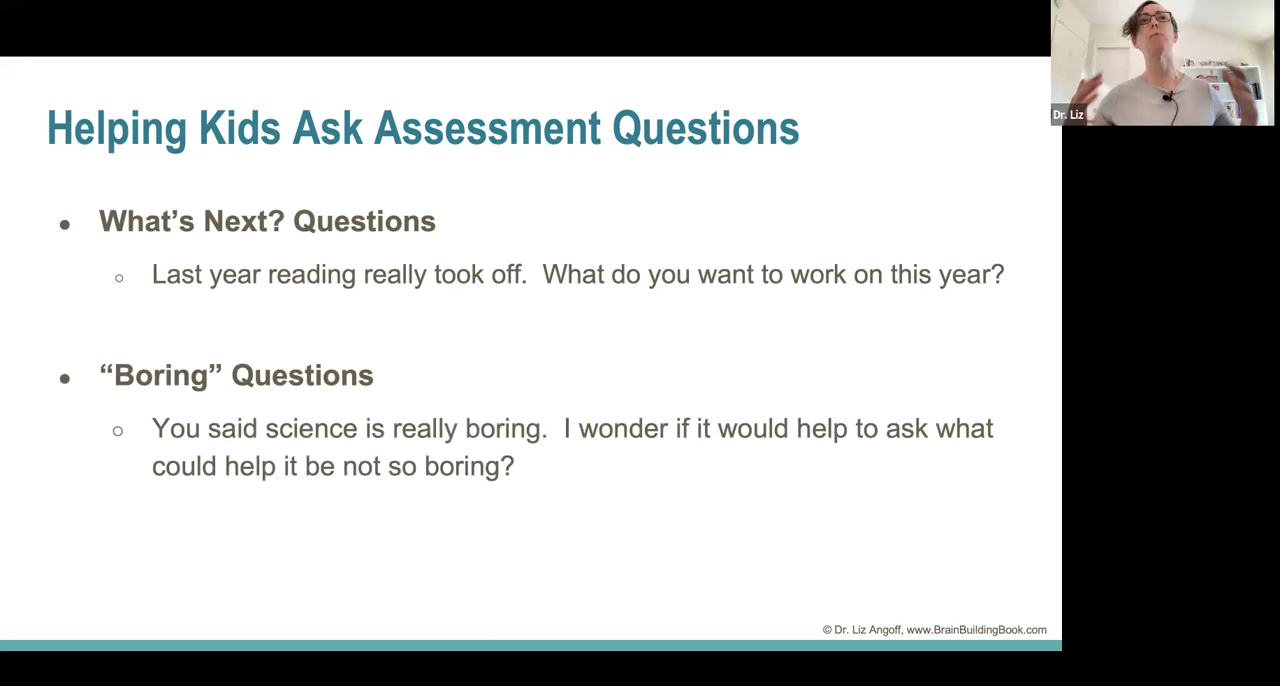 Helping Kids Ask Assessment Questions
● What’s Next? Questions
○ Last year reading really took off.  What do you want to work on this year?
● “Boring” Questions
○ You said science is really boring.  I wonder if it would help to ask what
could help it be not so boring?
© Dr. Liz Angoff, www.BrainBuildingBook.com
Dr. Liz